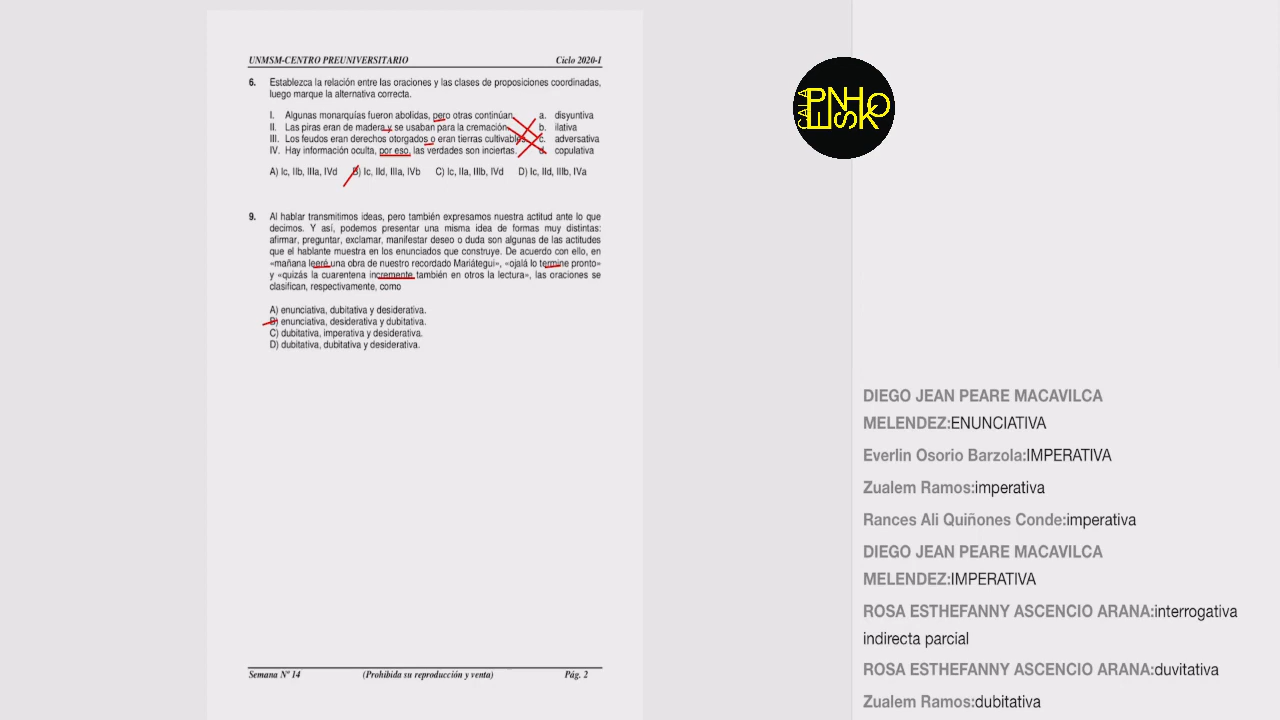 UNMSM-CENTRO PREUNIVERSITARIO Ciclo 2020-I
6. Establezca la relación entre las oraciones y las clases de proposiciones coordinadas,
luego marque la alternativa correcta.
I. Algunas monarquías fueron abolidas, pero otras continúan. a. disyuntiva
II. Las piras eran de madera y se usaban para la cremación. b. ilativa
III. Los feudos eran derechos otorgados o eran tierras cultivables. c. adversativa
IV. Hay información oculta, por eso, las verdades son inciertas. d. copulativa
A) Ic, IIb, IIIa, IVd B) Ic, IId, IIIa, IVb C) Ic, IIa, IIIb, IVd D) Ic, IId, IIIb, IVa
9. Al hablar transmitimos ideas, pero también expresamos nuestra actitud ante lo que
decimos. Y así, podemos presentar una misma idea de formas muy distintas:
afirmar, preguntar, exclamar, manifestar deseo o duda son algunas de las actitudes
que el hablante muestra en los enunciados que construye. De acuerdo con ello, en
«mañana leeré una obra de nuestro recordado Mariátegui», «ojalá lo termine pronto»
y «quizás la cuarentena incremente también en otros la lectura», las oraciones se
clasifican, respectivamente, como
A) enunciativa, dubitativa y desiderativa.
B) enunciativa, desiderativa y dubitativa.
C) dubitativa, imperativa y desiderativa.
D) dubitativa, dubitativa y desiderativa.
Semana Nº 14 (Prohibida su reproducción y venta) Pág. 2
DIEGO JEAN PEARE MACAVILCA
MELENDEZ:ENUNCIATIVA
Everlin Osorio Barzola:IMPERATIVA
Zualem Ramos:imperativa
Rances Ali Quiñones Conde:imperativa
DIEGO JEAN PEARE MACAVILCA
MELENDEZ:IMPERATIVA
ROSA ESTHEFANNY ASCENCIO ARANA:interrogativa
indirecta parcial
ROSA ESTHEFANNY ASCENCIO ARANA:duvitativa
Zualem Ramos:dubitativa